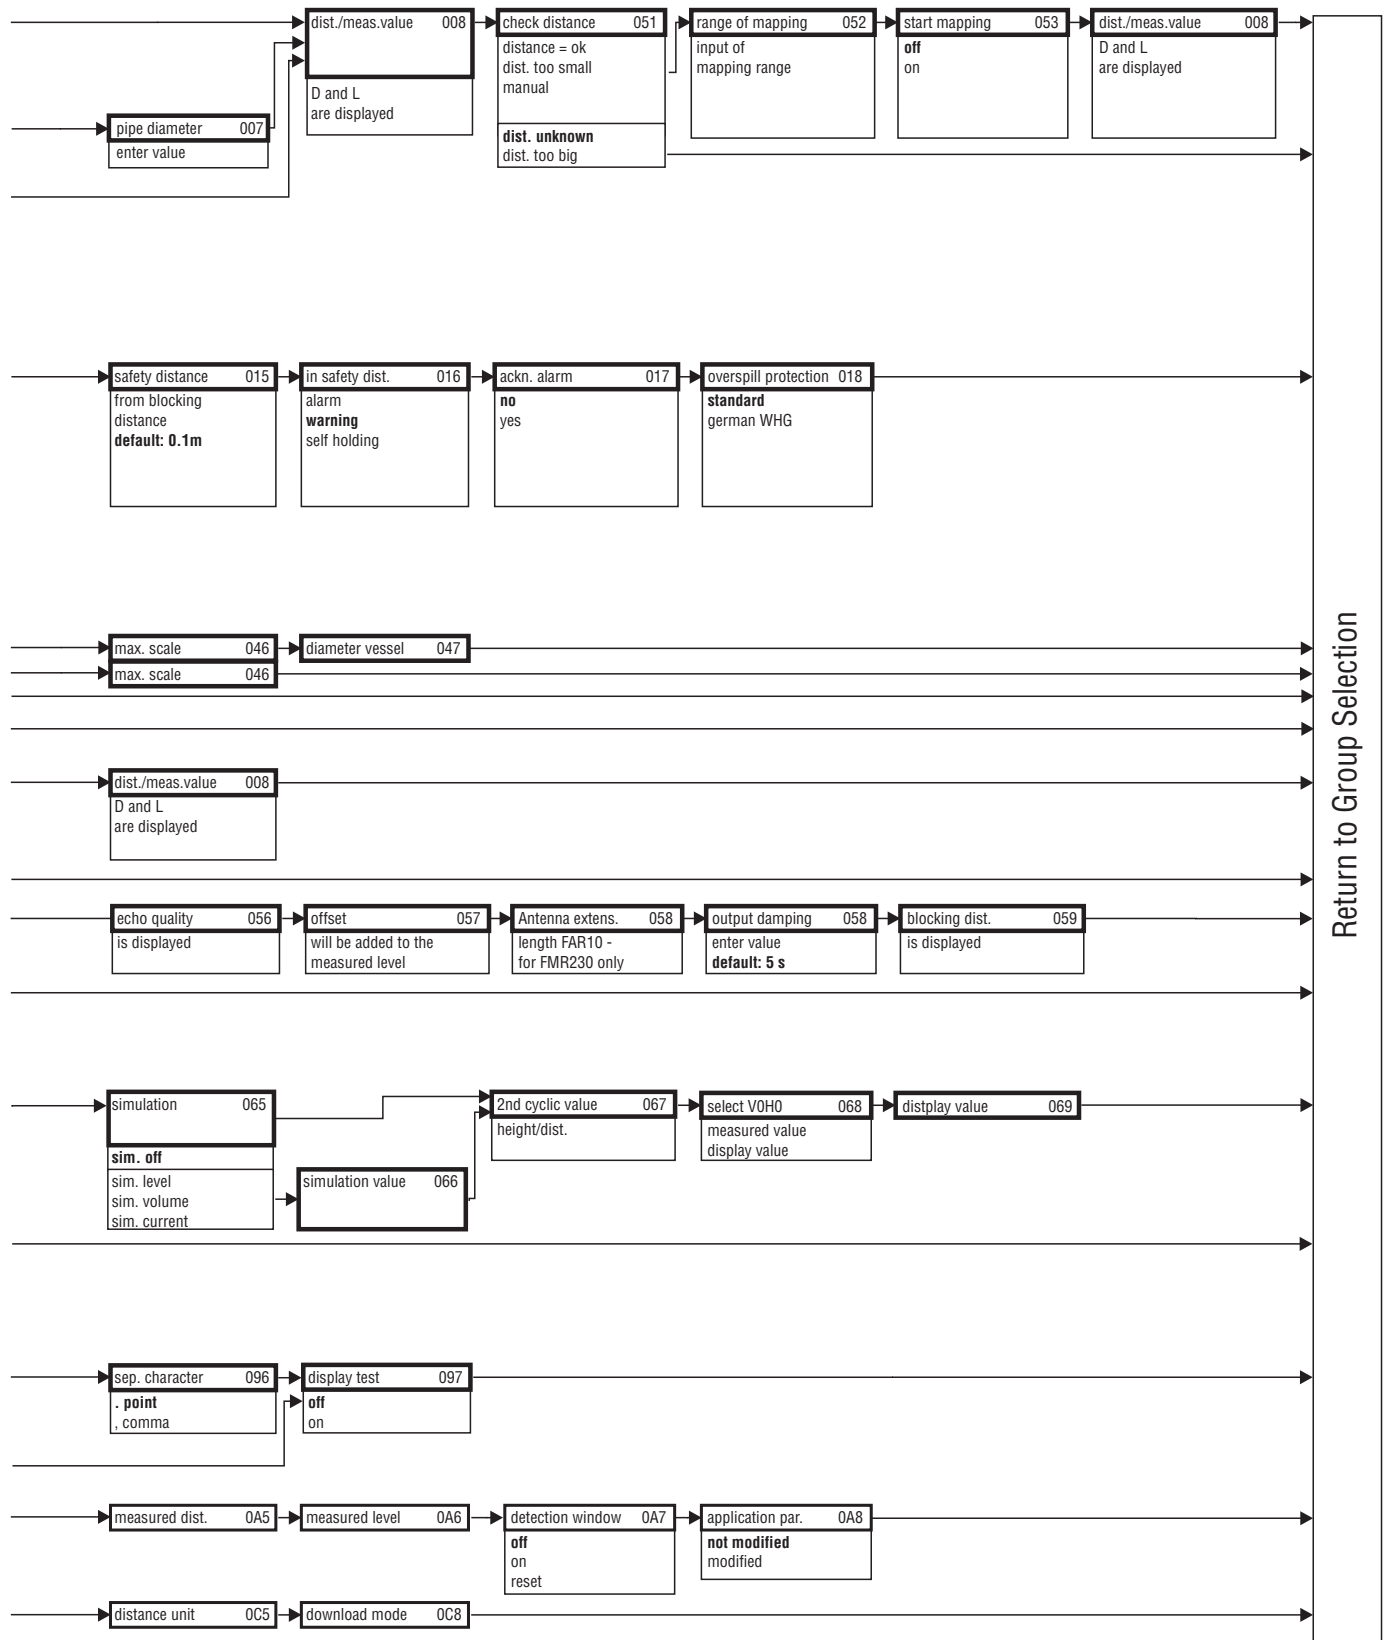 dist./meas.value 008
D and L
are displayed
check distance 051
distance = ok
dist. too small
manual
dist. unknown
dist. too big
range of mapping 052
input of
mapping range
start mapping 053
off
on
dist./meas.value 008
D and L
are displayed
pipe diameter 007
enter value
safety distance 015
from blocking
distance
default: 0.1m
in safety dist. 016
alarm
warning
self holding
ackn. alarm 017
no
yes
overspill protection 018
standard
german WHG
max. scale 046
diameter vessel 047
max. scale 046
dist./meas.value 008
D and L
are displayed
echo quality 056
is displayed
offset 057
will be added to the
measured level
Antenna extens. 058
length FAR10 -
for FMR230 only
output damping 058
enter value
default: 5 s
blocking dist. 059
is displayed
simulation 065
sim. off
sim. level
sim. volume
sim. current
simulation value 066
2nd cyclic value 067
height/dist.
select V0H0 068
measured value
display value
distplay value 069
sep. character 096
. point
, comma
display test 097
off
on
measured dist. 0A5
measured level 0A6
detection window 0A7
off
on
reset
application par. 0A8
not modified
modified
distance unit 0C5
download mode 0C8
Return to Group Selection